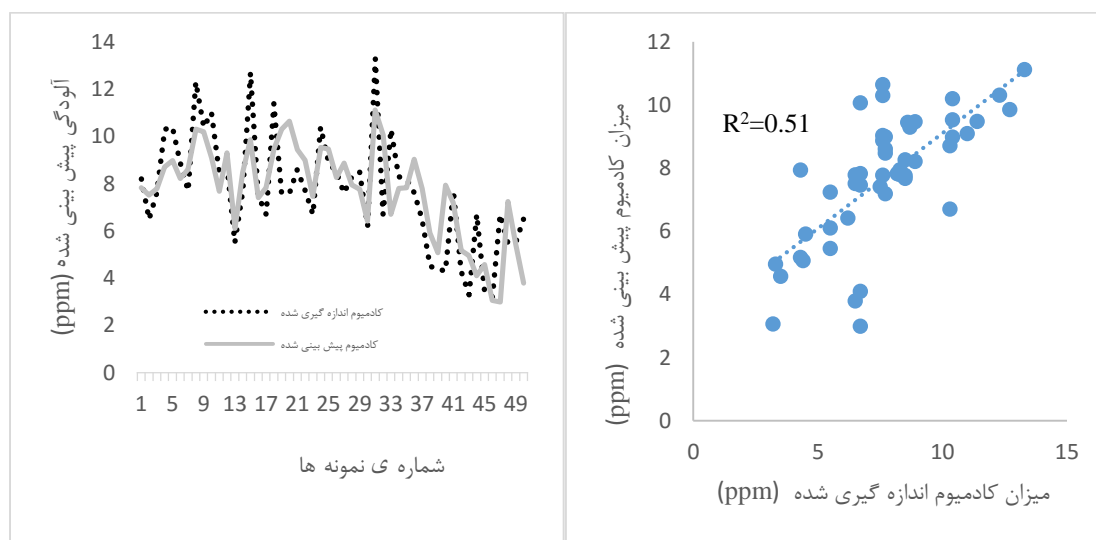 آلودگی پیش بینی شده (ppm)
14
12
10
8
6
4
2
0
کادمیوم اندازه گیری شده
کادمیوم پیش بینی شده
1 5 9 13 17 21 25 29 33 37 41 45 49
شماره ی نمونه ها
میزان کادمیوم پیش بینی شده (ppm)
12
10
8
6
4
2
0
R²=0.51
0 5 10 15
میزان کادمیوم اندازه گیری شده (ppm)